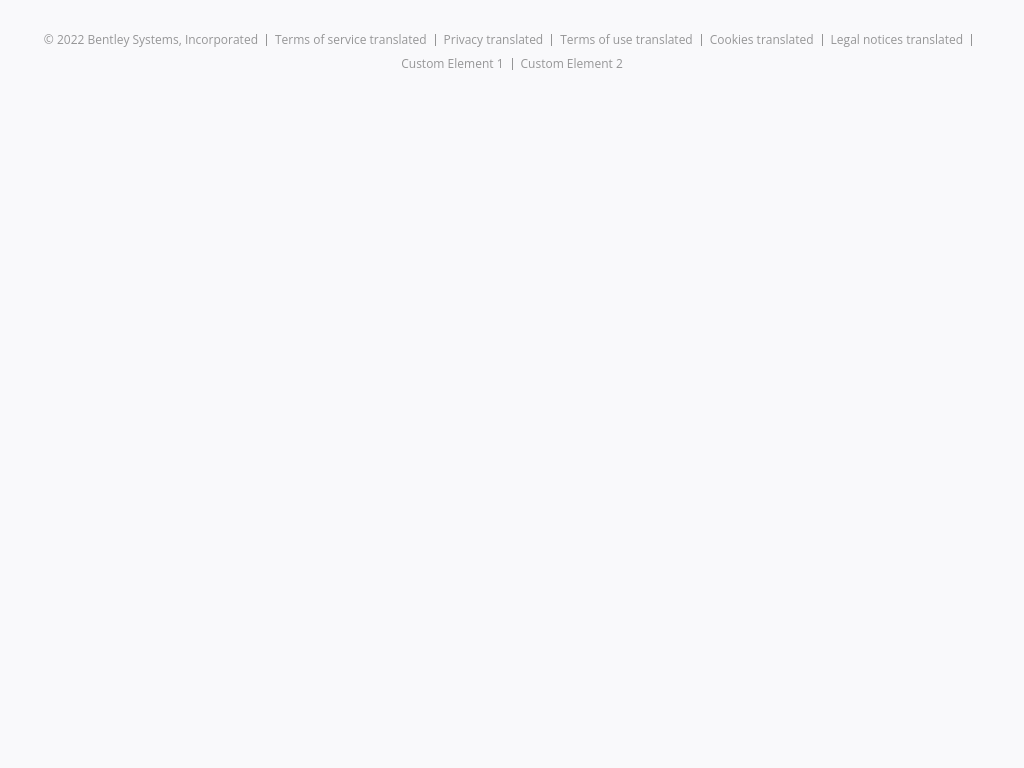 © 2022 Bentley Systems, Incorporated | Terms of service translated | Privacy translated | Terms of use translated | Cookies translated | Legal notices translated |
Custom Element 1 | Custom Element 2